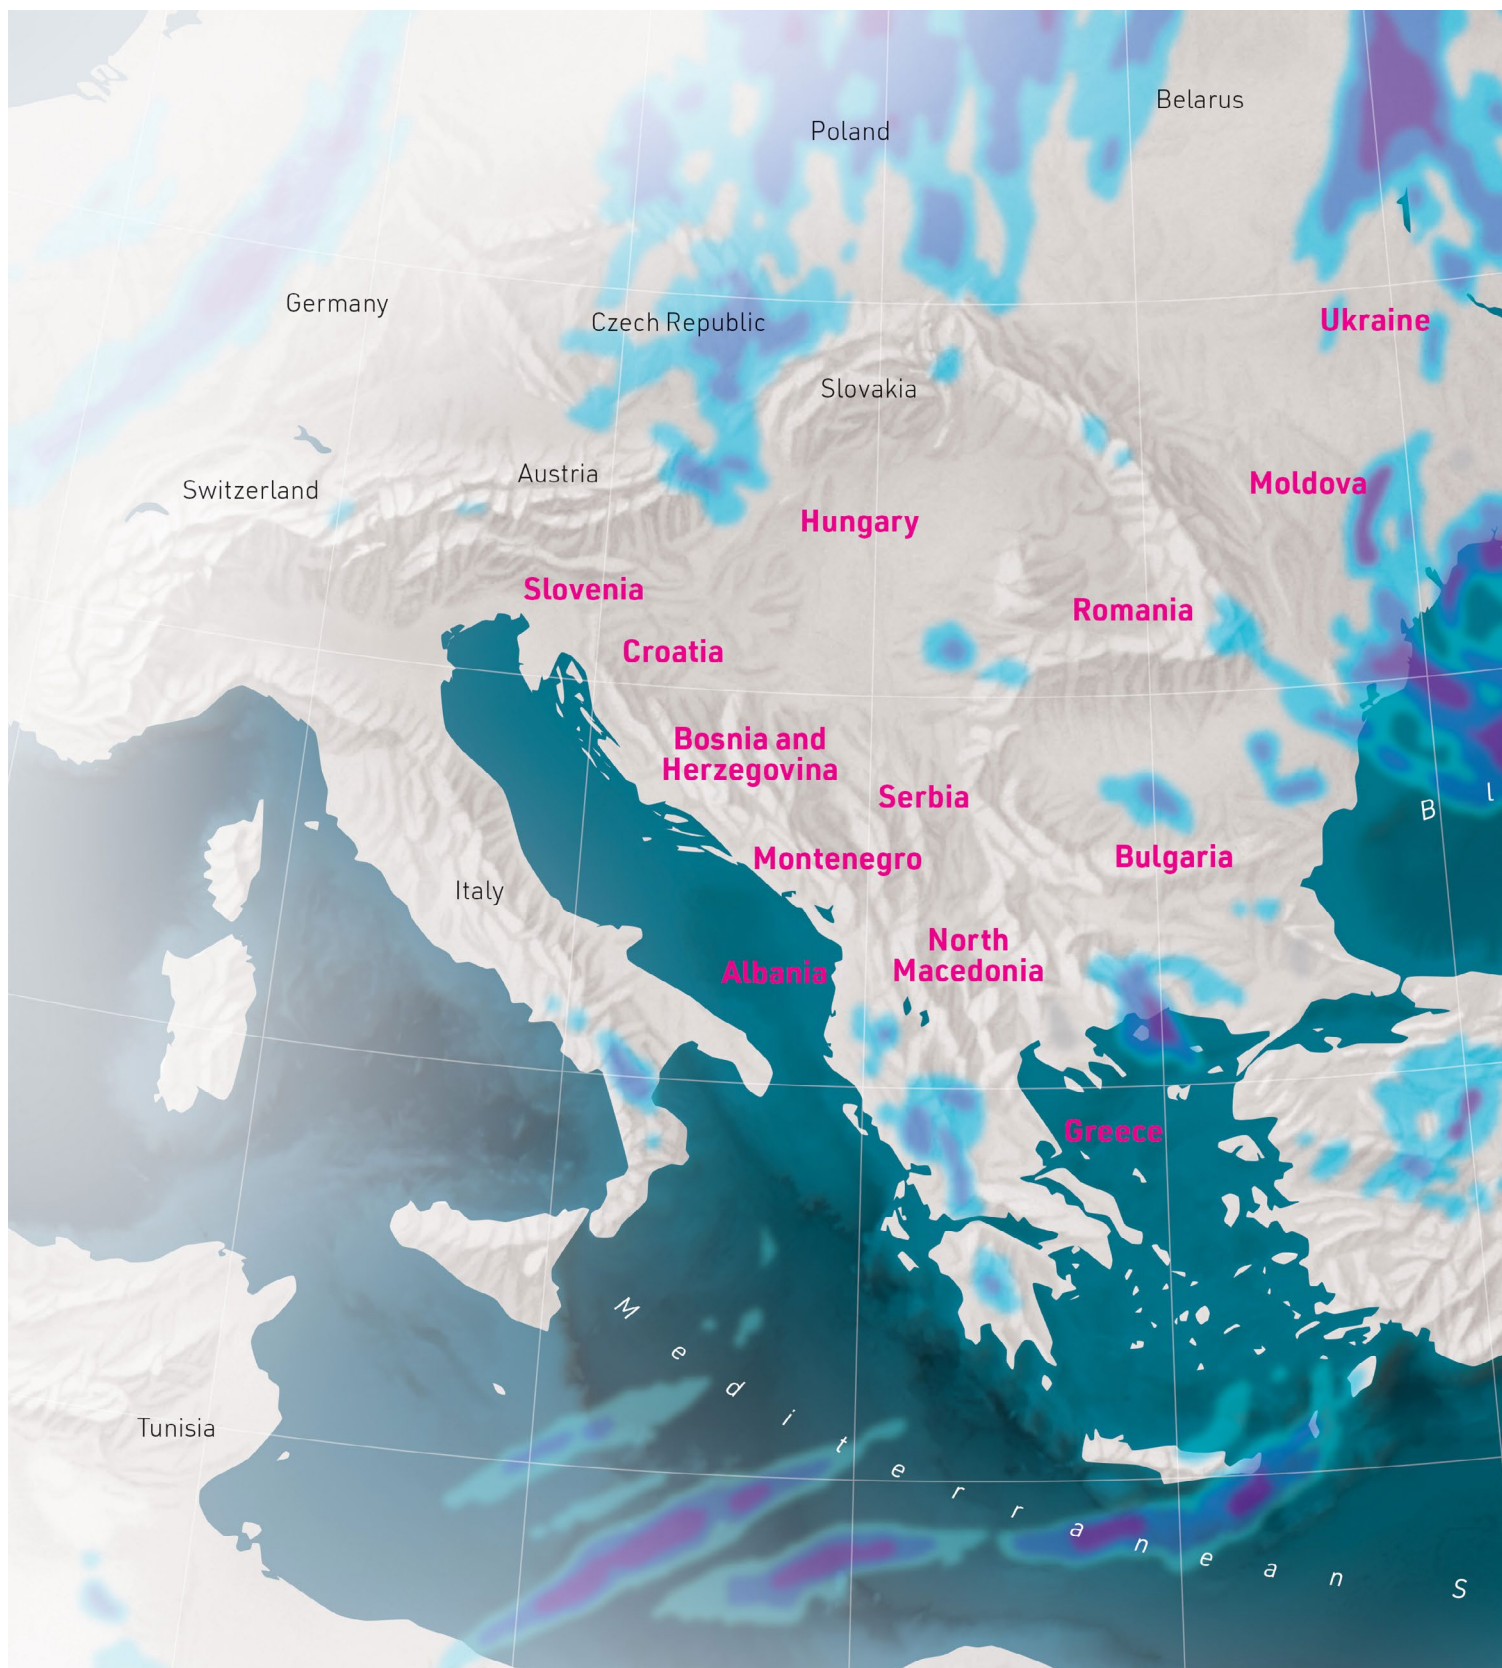 Belarus
Poland
Germany
Czech Republic
Ukraine
Slovakia
Austria
Switzerland
Moldova
Hungary
Slovenia
Romania
Croatia
Bosnia and
Herzegovina
Serbia
B l
Montenegro
Bulgaria
Italy
North
Macedonia
Albania
Greece
Tunisia
M e d i t e r r a n e a n S